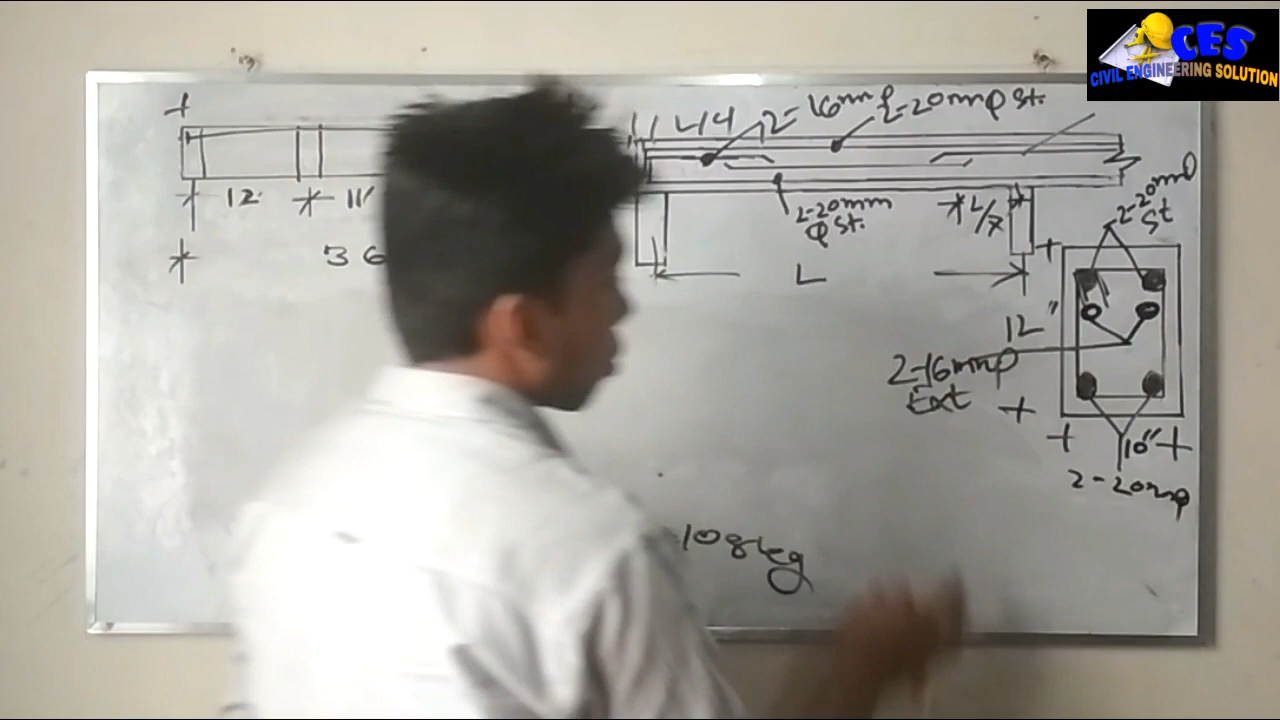 CES
CIVIL ENGINEERING SOLUTION
L/4
2-16mm
2-20mmφ St.
12'
11'
36
2-20mm
φ St.
L/7
L
2-20mmφ
St
12"
2-16mmφ
Ext
10"
2-20mmφ
108kg